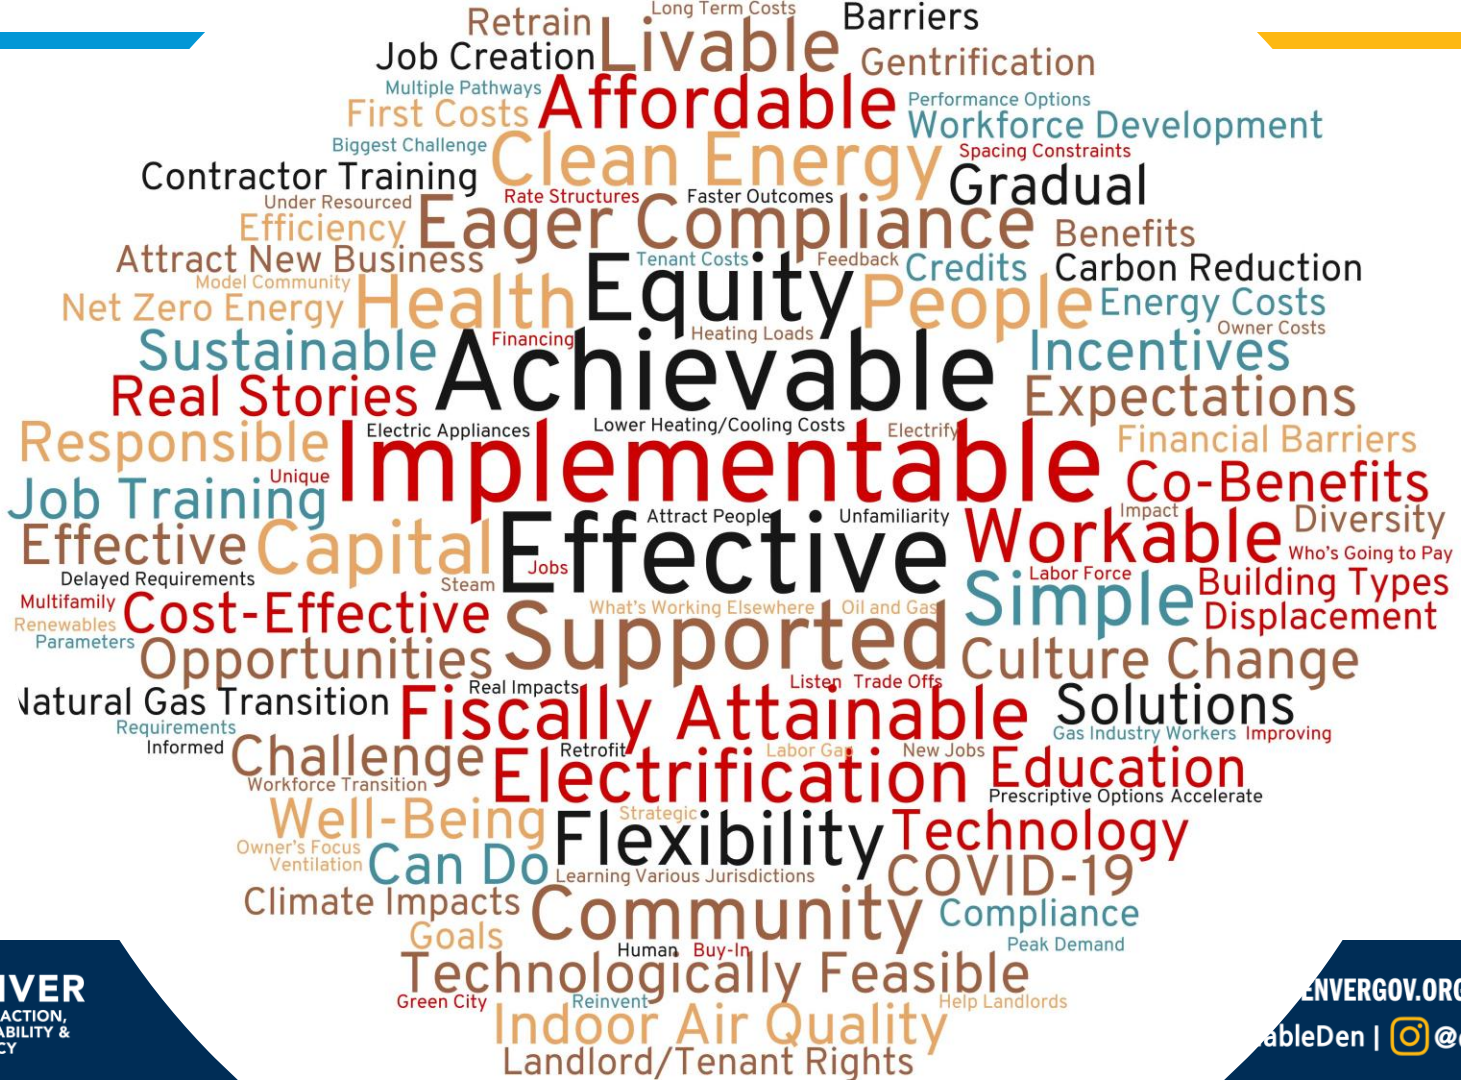 Long Term Costs
Retrain
Livable
Barriers
Job Creation
Gentrification
Multiple Pathways
Affordable
Performance Options
First Costs
Workforce Development
Biggest Challenge
Clean Energy
Spacing Constraints
Contractor Training
Gradual
Under Resourced
Rate Structures
Faster Outcomes
Efficiency
Eager Compliance
Benefits
Attract New Business
Tenant Costs
Feedback
Credits
Carbon Reduction
Model Community
Equity
Net Zero Energy
Health
People
Energy Costs
Owner Costs
Sustainable
Financing
Heating Loads
Incentives
Achievable
Real Stories
Expectations
Responsible
Electric Appliances
Lower Heating/Cooling Costs
Electrify
Financial Barriers
Implementable
Unique
Co-Benefits
Job Training
Attract People
Unfamiliarity
Impact
Diversity
Effective
Capital
Effective
Workable
Who's Going to Pay
Delayed Requirements
Steam
Jobs
Labor Force
Building Types
Multifamily
Cost-Effective
What's Working Elsewhere
Oil and Gas
Simple
Displacement
Renewables
Parameters
Supported
Opportunities
Culture Change
Natural Gas Transition
Real Impacts
Listen
Trade Offs
Fiscally Attainable
Solutions
Requirements
Gas Industry Workers
Improving
Informed
Challenge
Retrofit
Labor Gap
New Jobs
Electrification
Education
Workforce Transition
Prescriptive Options
Accelerate
Well-Being
Strategic
Flexibility
Technology
Owner's Focus
Ventilation
Can Do
Learning Various Jurisdictions
COVID-19
Climate Impacts
Community
Compliance
Goals
Human
Buy-In
Peak Demand
Technologically Feasible
Green City
Reinvent
Help Landlords
Indoor Air Quality
Landlord/Tenant Rights
IVER
ACTION,
ABILITY &
CY
ENVERGOV.ORG
ableDen | @